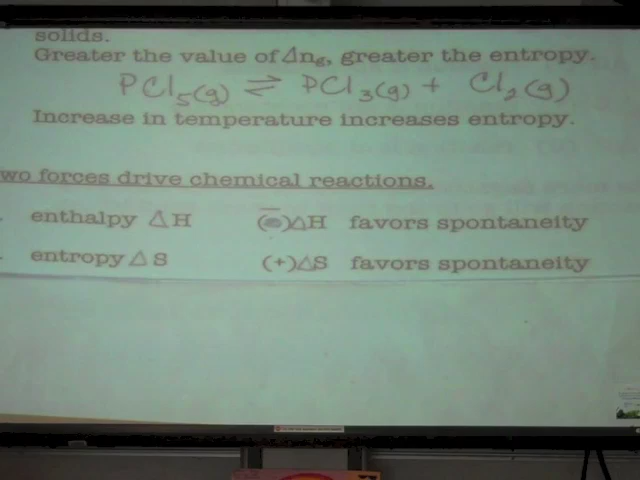 solids.
Greater the value of Δng, greater the entropy.
PCl5(g) ⇌ PCl3(g) + Cl2(g)
Increase in temperature increases entropy.
wo forces drive chemical reactions.
enthalpy ΔH (−)ΔH favors spontaneity
entropy ΔS (+)ΔS favors spontaneity